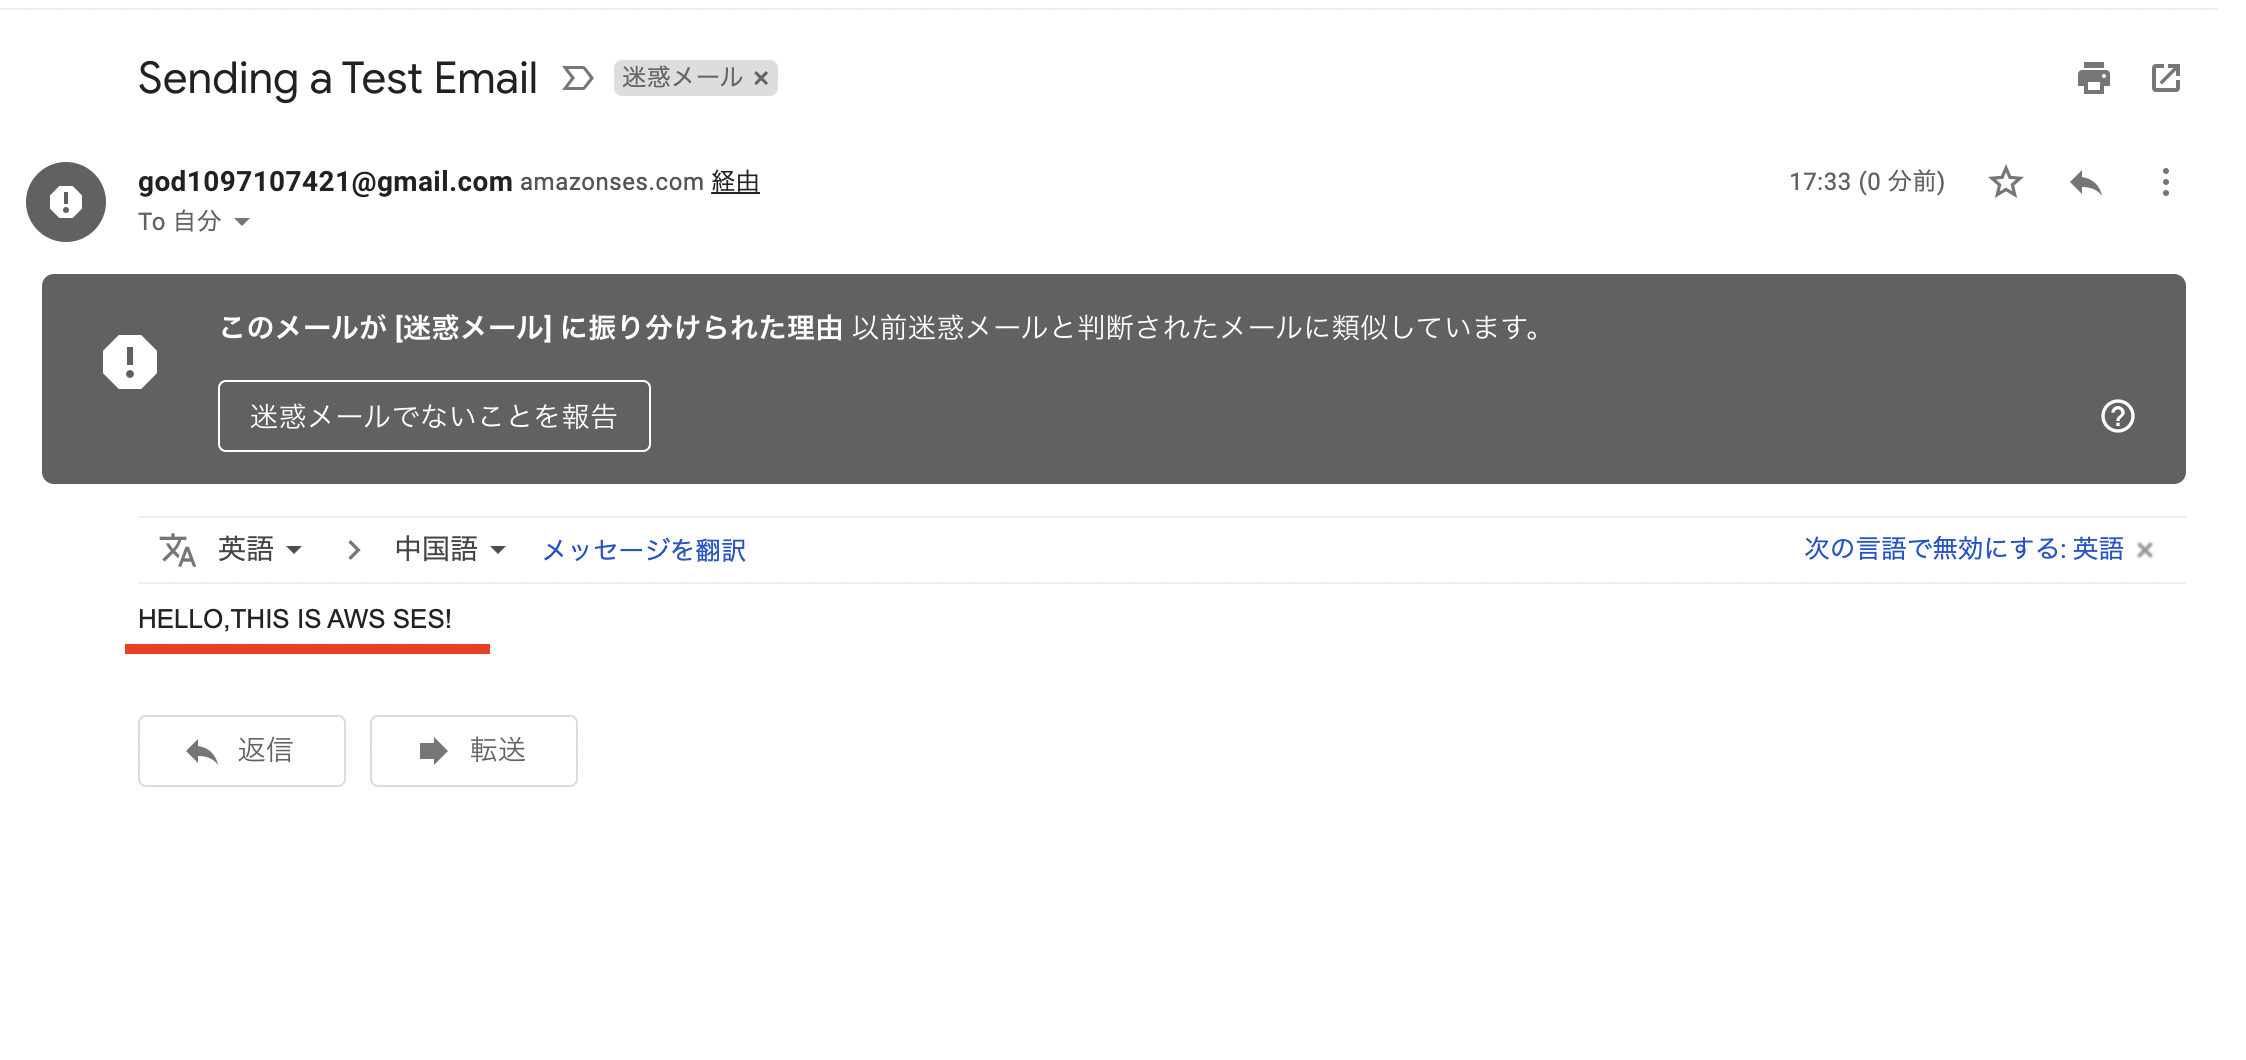 Sending a Test Email 迷惑メール ×
god1097107421@gmail.com amazonses.com 経由
17:33 (0 分前)
To 自分
このメールが [迷惑メール] に振り分けられた理由 以前迷惑メールと判断されたメールに類似しています。
迷惑メールでないことを報告
英語 > 中国語 メッセージを翻訳
次の言語で無効にする: 英語 ×
HELLO,THIS IS AWS SES!
返信
転送